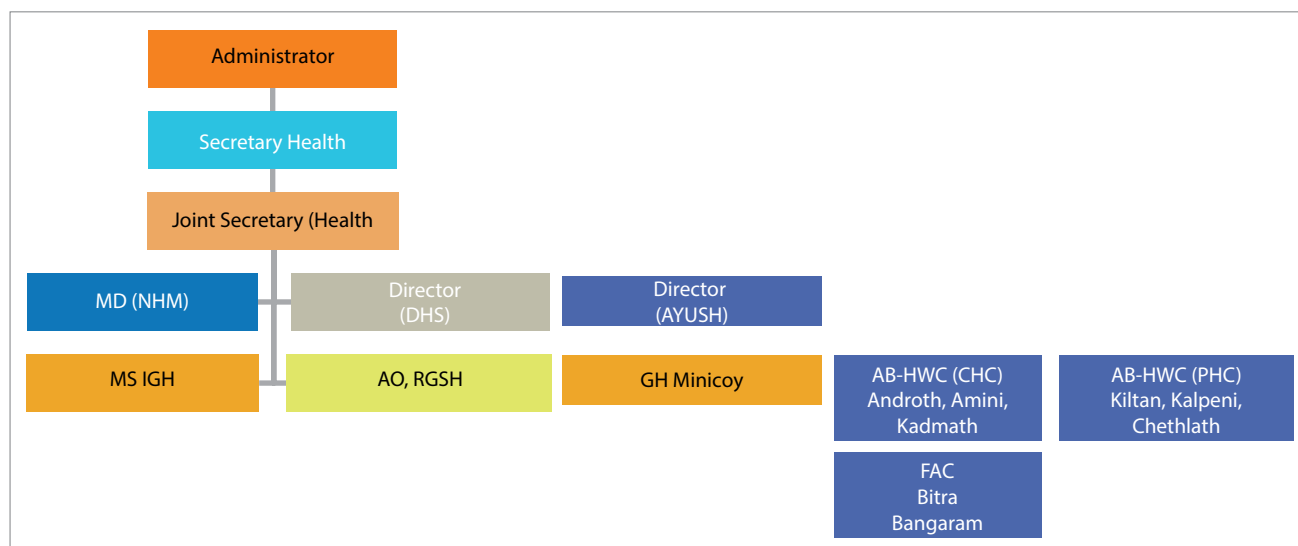 Administrator
Secretary Health
Joint Secretary (Health
MD (NHM)
Director
(DHS)
Director
(AYUSH)
MS IGH
AO, RGSH
GH Minicoy
AB-HWC (CHC)
Androth, Amini,
Kadmath
AB-HWC (PHC)
Kiltan, Kalpeni,
Chethlath
FAC
Bitra
Bangaram